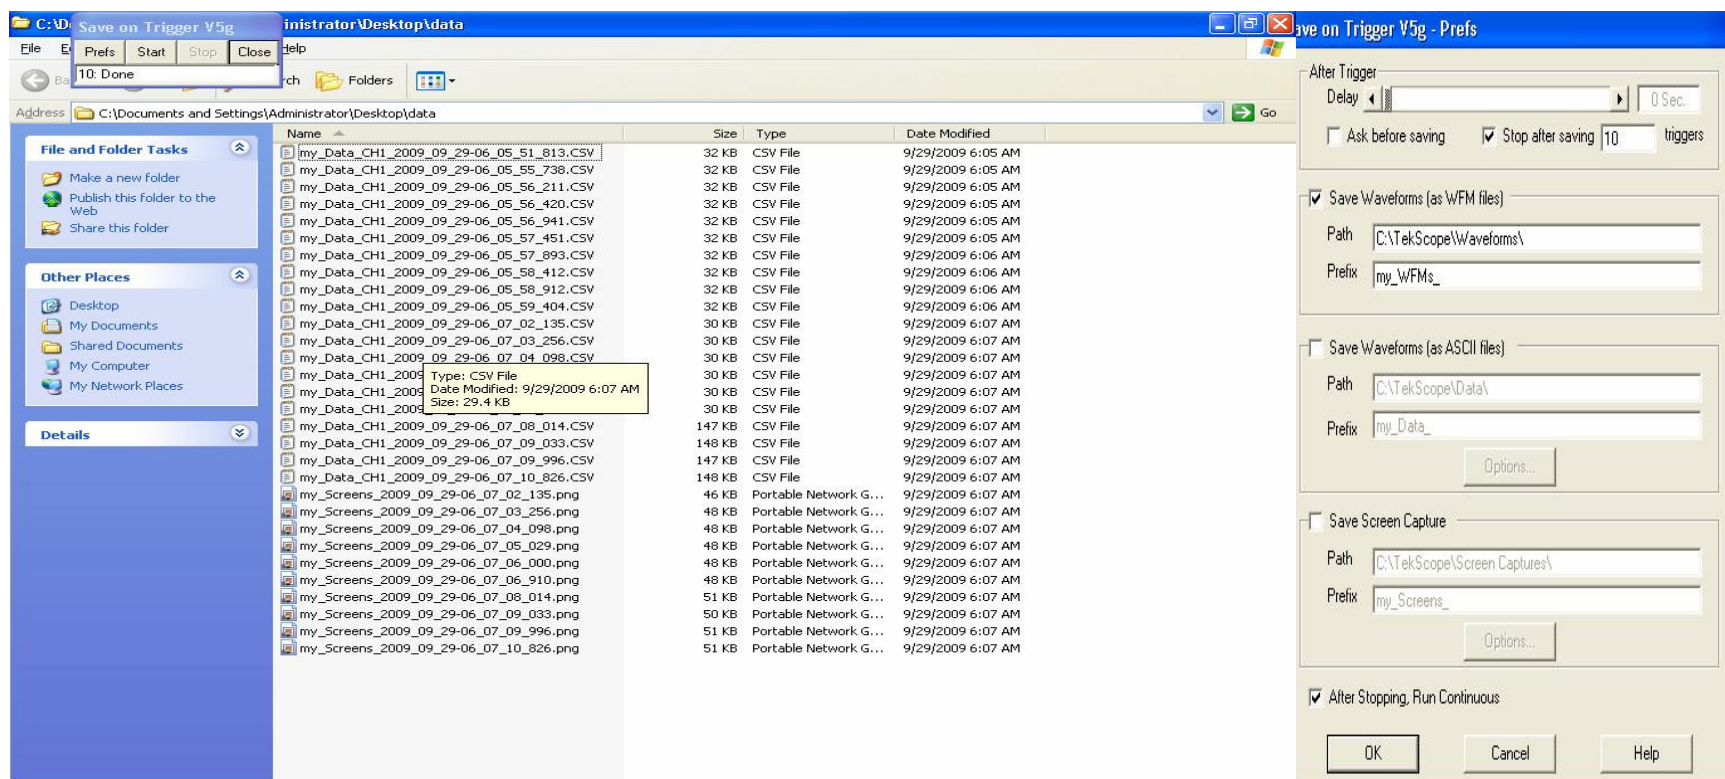 C:\D
inistrator\Desktop\data
Save on Trigger V5g
File E
Help
Prefs Start Stop Close
10: Done
Ba
rch Folders
Address C:\Documents and Settings\Administrator\Desktop\data Go
File and Folder Tasks
Make a new folder
Publish this folder to the
Web
Share this folder
Other Places
Desktop
My Documents
Shared Documents
My Computer
My Network Places
Details
Name Size Type Date Modified
my_Data_CH1_2009_09_29-06_05_51_813.CSV 32 KB CSV File 9/29/2009 6:05 AM
my_Data_CH1_2009_09_29-06_05_55_738.CSV 32 KB CSV File 9/29/2009 6:05 AM
my_Data_CH1_2009_09_29-06_05_56_211.CSV 32 KB CSV File 9/29/2009 6:05 AM
my_Data_CH1_2009_09_29-06_05_56_420.CSV 32 KB CSV File 9/29/2009 6:05 AM
my_Data_CH1_2009_09_29-06_05_56_941.CSV 32 KB CSV File 9/29/2009 6:05 AM
my_Data_CH1_2009_09_29-06_05_57_451.CSV 32 KB CSV File 9/29/2009 6:05 AM
my_Data_CH1_2009_09_29-06_05_57_893.CSV 32 KB CSV File 9/29/2009 6:06 AM
my_Data_CH1_2009_09_29-06_05_58_412.CSV 32 KB CSV File 9/29/2009 6:06 AM
my_Data_CH1_2009_09_29-06_05_58_912.CSV 32 KB CSV File 9/29/2009 6:06 AM
my_Data_CH1_2009_09_29-06_05_59_404.CSV 32 KB CSV File 9/29/2009 6:06 AM
my_Data_CH1_2009_09_29-06_07_02_135.CSV 30 KB CSV File 9/29/2009 6:07 AM
my_Data_CH1_2009_09_29-06_07_03_256.CSV 30 KB CSV File 9/29/2009 6:07 AM
my_Data_CH1_2009_09_29-06_07_04_098.CSV 30 KB CSV File 9/29/2009 6:07 AM
my_Data_CH1_2009 30 KB CSV File 9/29/2009 6:07 AM
my_Data_CH1_2009 30 KB CSV File 9/29/2009 6:07 AM
my_Data_CH1_2009 30 KB CSV File 9/29/2009 6:07 AM
Type: CSV File
Date Modified: 9/29/2009 6:07 AM
Size: 29.4 KB
my_Data_CH1_2009_09_29-06_07_08_014.CSV 147 KB CSV File 9/29/2009 6:07 AM
my_Data_CH1_2009_09_29-06_07_09_033.CSV 148 KB CSV File 9/29/2009 6:07 AM
my_Data_CH1_2009_09_29-06_07_09_996.CSV 147 KB CSV File 9/29/2009 6:07 AM
my_Data_CH1_2009_09_29-06_07_10_826.CSV 148 KB CSV File 9/29/2009 6:07 AM
my_Screens_2009_09_29-06_07_02_135.png 46 KB Portable Network G... 9/29/2009 6:07 AM
my_Screens_2009_09_29-06_07_03_256.png 48 KB Portable Network G... 9/29/2009 6:07 AM
my_Screens_2009_09_29-06_07_04_098.png 48 KB Portable Network G... 9/29/2009 6:07 AM
my_Screens_2009_09_29-06_07_05_029.png 48 KB Portable Network G... 9/29/2009 6:07 AM
my_Screens_2009_09_29-06_07_06_000.png 48 KB Portable Network G... 9/29/2009 6:07 AM
my_Screens_2009_09_29-06_07_06_910.png 48 KB Portable Network G... 9/29/2009 6:07 AM
my_Screens_2009_09_29-06_07_08_014.png 51 KB Portable Network G... 9/29/2009 6:07 AM
my_Screens_2009_09_29-06_07_09_033.png 50 KB Portable Network G... 9/29/2009 6:07 AM
my_Screens_2009_09_29-06_07_09_996.png 51 KB Portable Network G... 9/29/2009 6:07 AM
my_Screens_2009_09_29-06_07_10_826.png 51 KB Portable Network G... 9/29/2009 6:07 AM
ave on Trigger V5g - Prefs
After Trigger
Delay 0 Sec.
Ask before saving Stop after saving 10 triggers
Save Waveforms (as WFM files)
Path C:\TekScope\Waveforms\
Prefix my_WFMs_
Save Waveforms (as ASCII files)
Path C:\TekScope\Data\
Prefix my_Data_
Options...
Save Screen Capture
Path C:\TekScope\Screen Captures\
Prefix my_Screens_
Options...
After Stopping, Run Continuous
OK Cancel Help